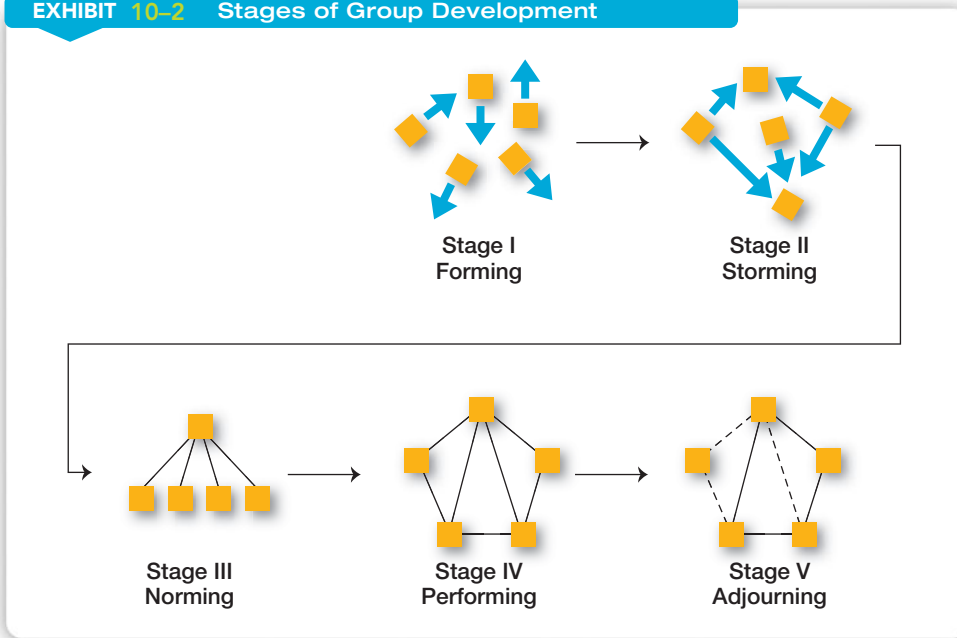 EXHIBIT 10–2 Stages of Group Development
Stage I
Forming
Stage II
Storming
Stage III
Norming
Stage IV
Performing
Stage V
Adjourning